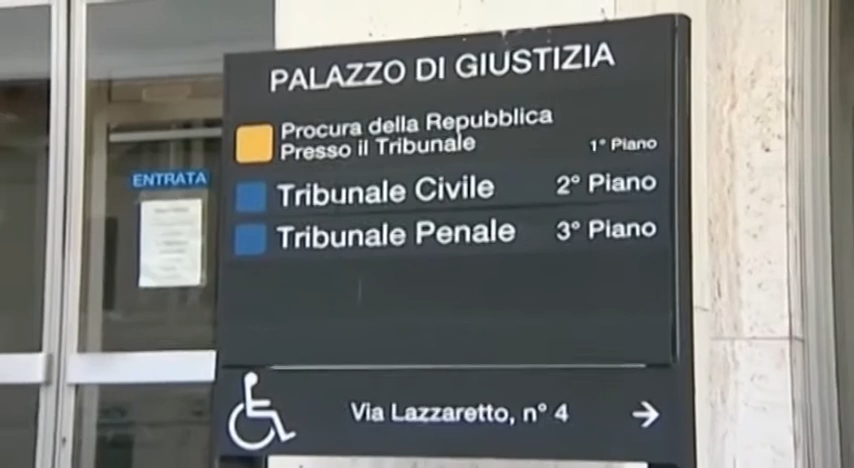 PALAZZO DI GIUSTIZIA
Procura della Repubblica
Presso il Tribunale 1° Piano
ENTRATA
Tribunale Civile 2° Piano
Tribunale Penale 3° Piano
Via Lazzaretto, n° 4